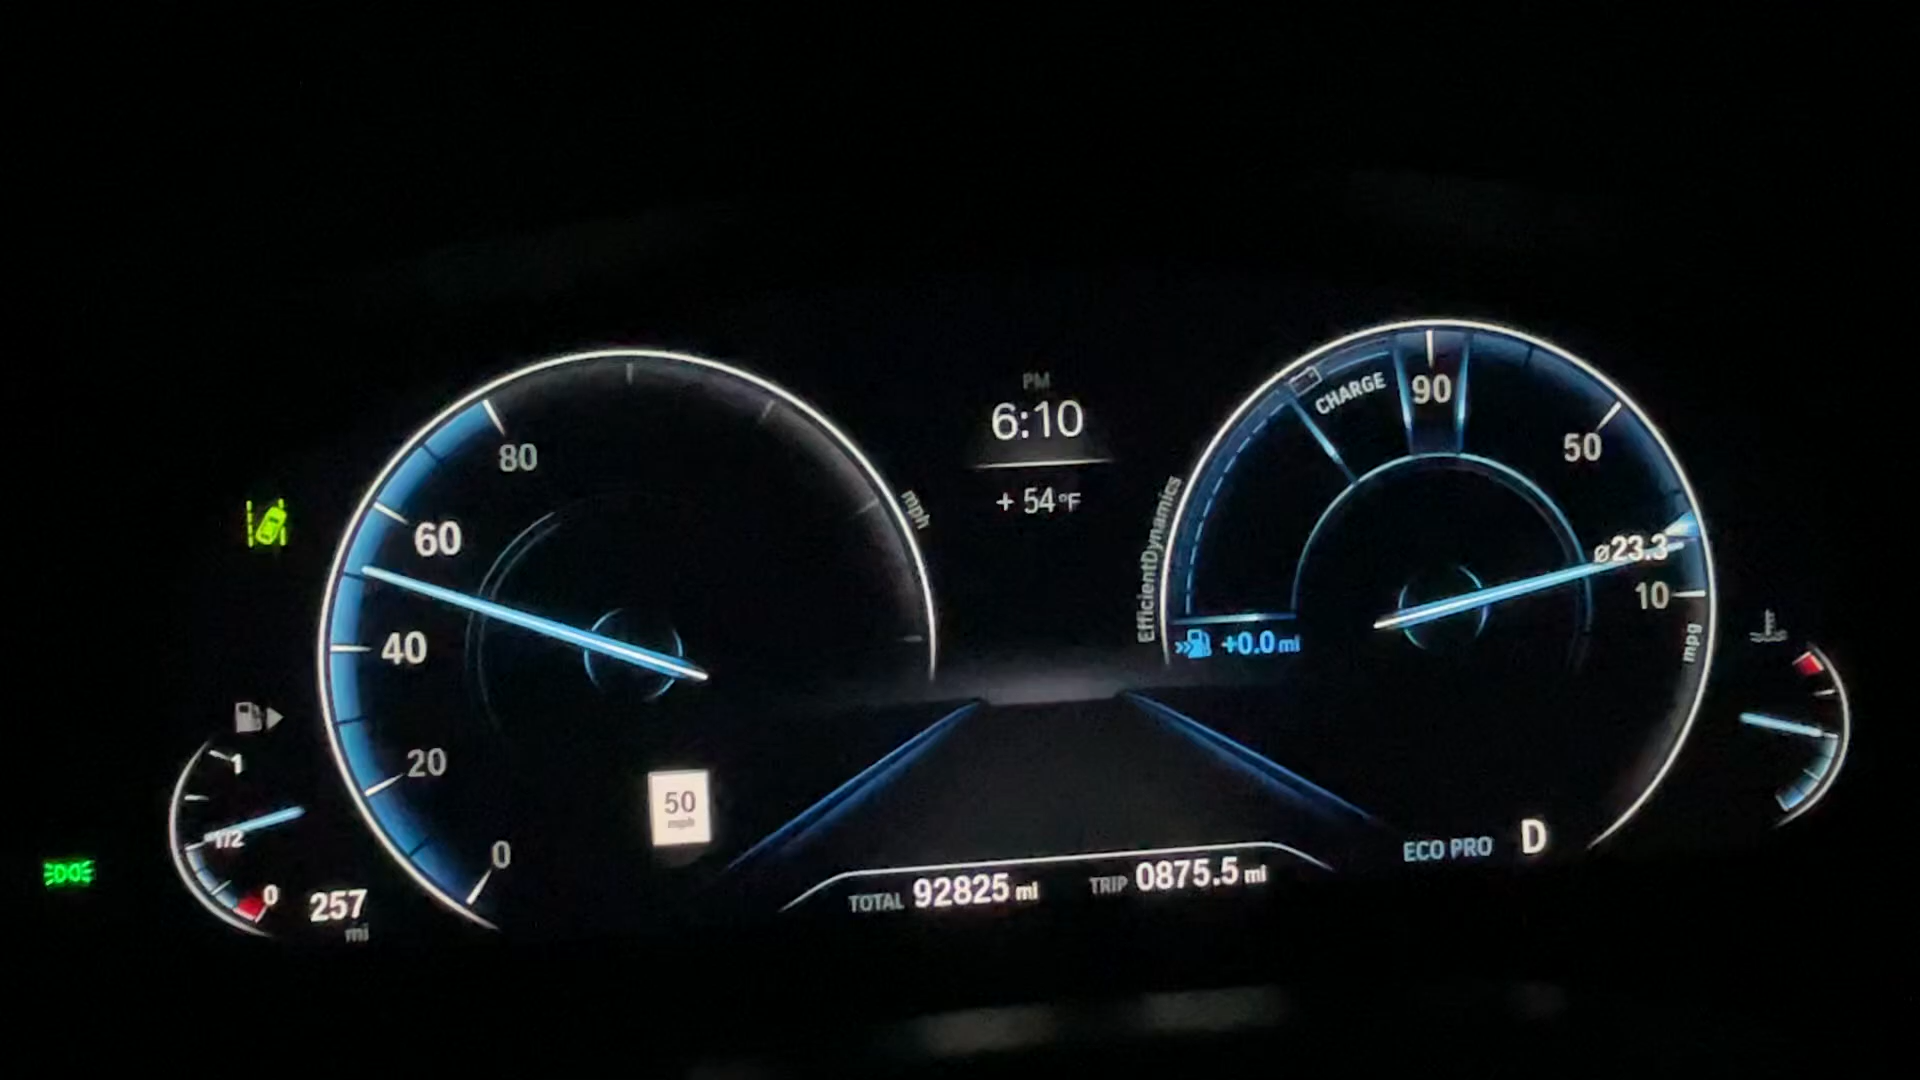 80
60
40
20
0
mph
1
1/2
0
257
mi
50
mph
PM
6:10
+ 54°F
TOTAL 92825 mi TRIP 0875.5 mi
EfficientDynamics
CHARGE
90
50
ø23.3
10
mpg
+0.0 mi
ECO PRO D